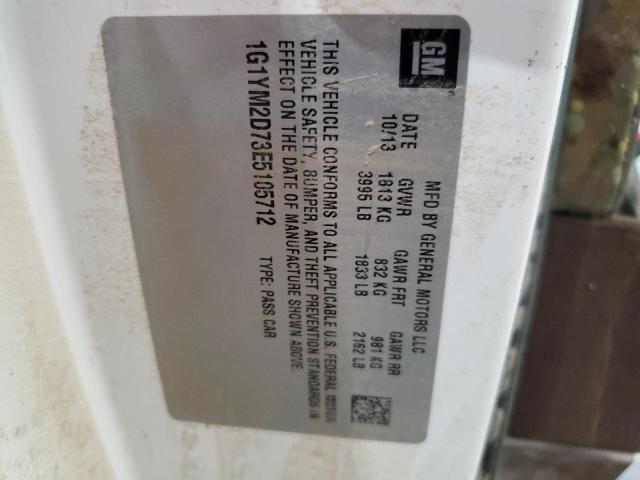 GM
MFD BY GENERAL MOTORS LLC
DATE GVWR GAWR FRT GAWR RR
10/13 1813 KG 832 KG 981 KG
3995 LB 1833 LB 2162 LB
THIS VEHICLE CONFORMS TO ALL APPLICABLE U.S. FEDERAL MOTOR
VEHICLE SAFETY, BUMPER, AND THEFT PREVENTION STANDARDS IN
EFFECT ON THE DATE OF MANUFACTURE SHOWN ABOVE.
1G1YM2D73E5105712 TYPE: PASS CAR